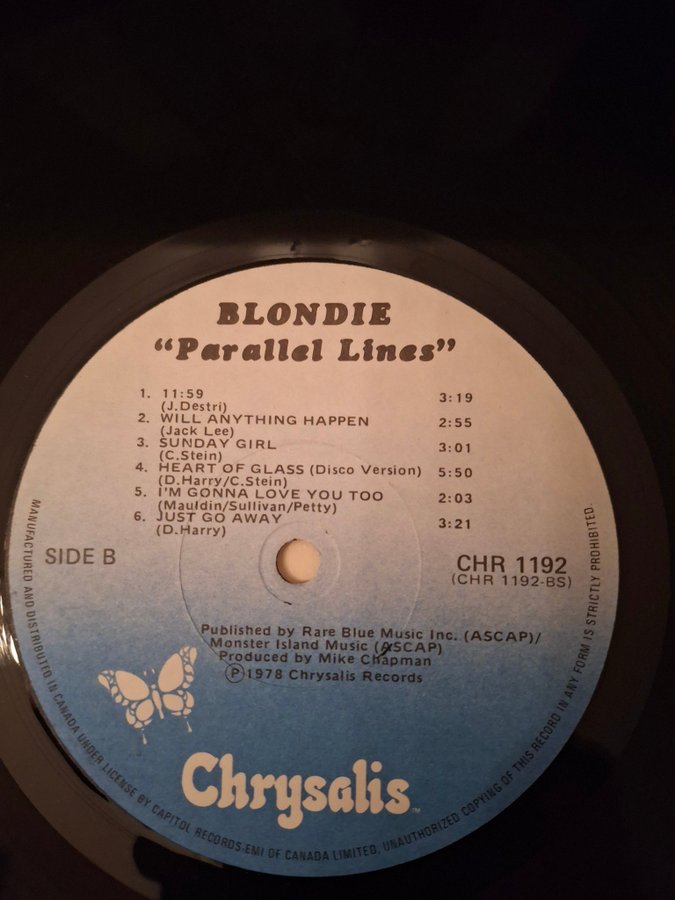 BLONDIE
“Parallel Lines”
1. 11:59 3:19
(J.Destri)
2. WILL ANYTHING HAPPEN 2:55
(Jack Lee)
3. SUNDAY GIRL 3:01
(C.Stein)
4. HEART OF GLASS (Disco Version) 5:50
(D.Harry/C.Stein)
5. I'M GONNA LOVE YOU TOO 2:03
(Mauldin/Sullivan/Petty)
6. JUST GO AWAY 3:21
(D.Harry)
SIDE B
CHR 1192
(CHR 1192-BS)
Published by Rare Blue Music Inc. (ASCAP)/
Monster Island Music (ASCAP)
Produced by Mike Chapman
Ⓟ1978 Chrysalis Records
Chrysalis™
MANUFACTURED AND DISTRIBUTED IN CANADA UNDER LICENSE BY CAPITOL RECORDS-EMI OF CANADA LIMITED. UNAUTHORIZED COPYING OF THIS RECORD IN ANY FORM IS STRICTLY PROHIBITED.